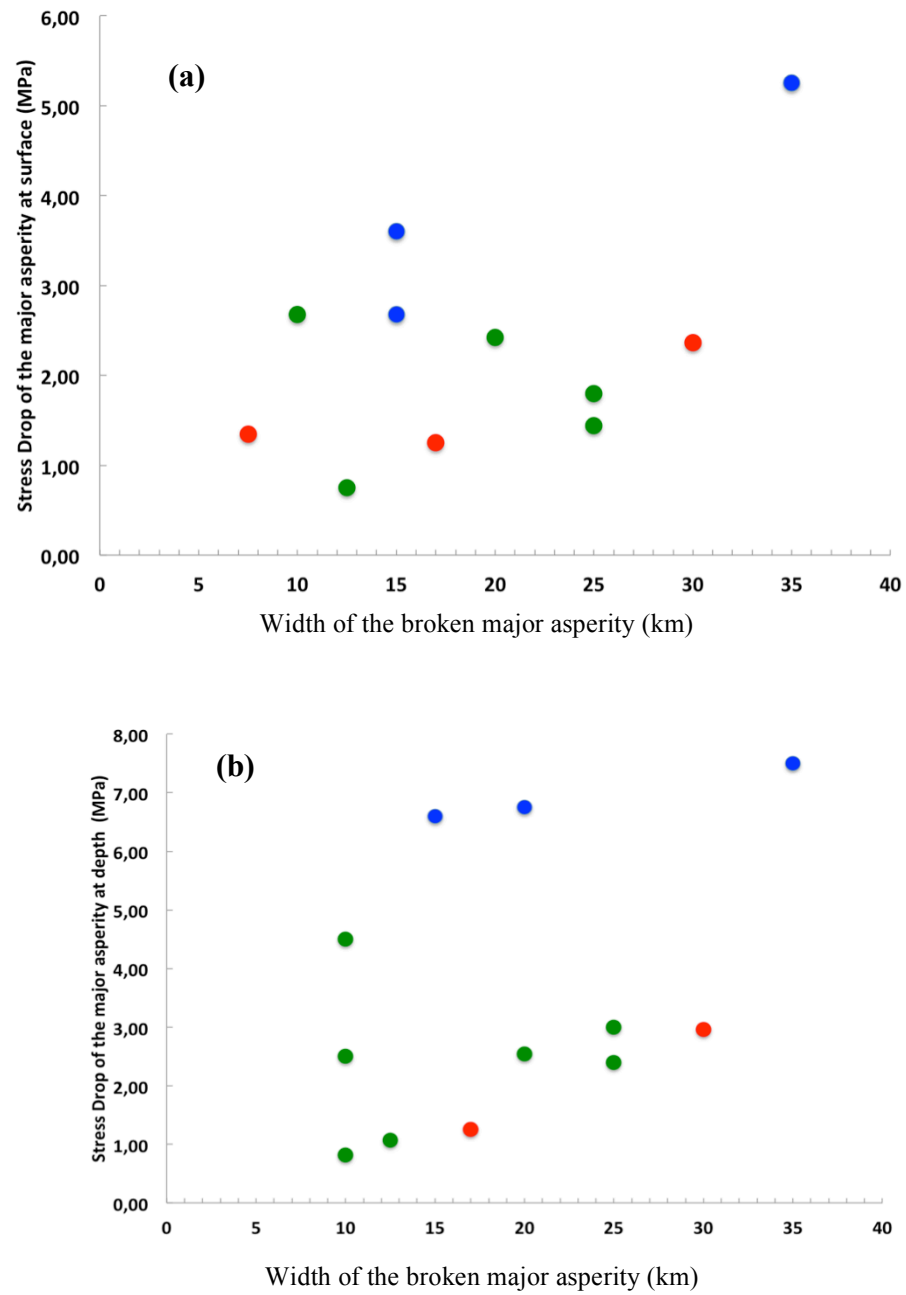 (a)
Stress Drop of the major asperity at surface (MPa)
6,00
5,00
4,00
3,00
2,00
1,00
0,00
0 5 10 15 20 25 30 35 40
Width of the broken major asperity (km)
(b)
Stress Drop of the major asperity at depth (MPa)
8,00
7,00
6,00
5,00
4,00
3,00
2,00
1,00
0,00
0 5 10 15 20 25 30 35 40
Width of the broken major asperity (km)